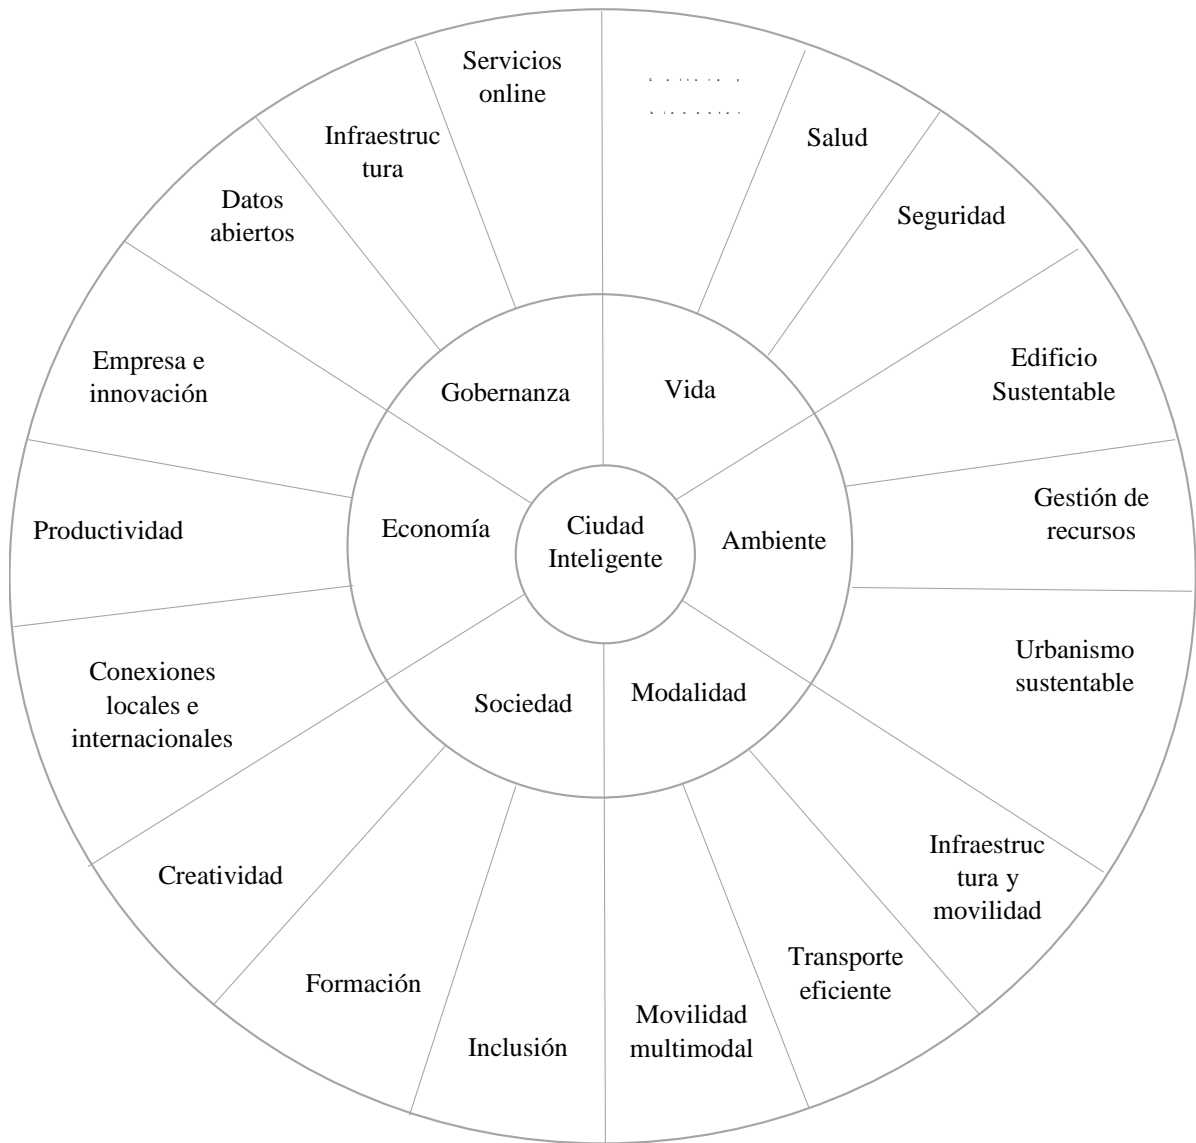 Servicios
online
Salud
Infraestruc
tura
Seguridad
Datos
abiertos
Empresa e
innovación
Edificio
Sustentable
Gobernanza
Vida
Productividad
Economía
Ciudad
Inteligente
Ambiente
Gestión de
recursos
Conexiones
locales e
internacionales
Sociedad
Modalidad
Urbanismo
sustentable
Creatividad
Infraestruc
tura y
movilidad
Formación
Transporte
eficiente
Inclusión
Movilidad
multimodal